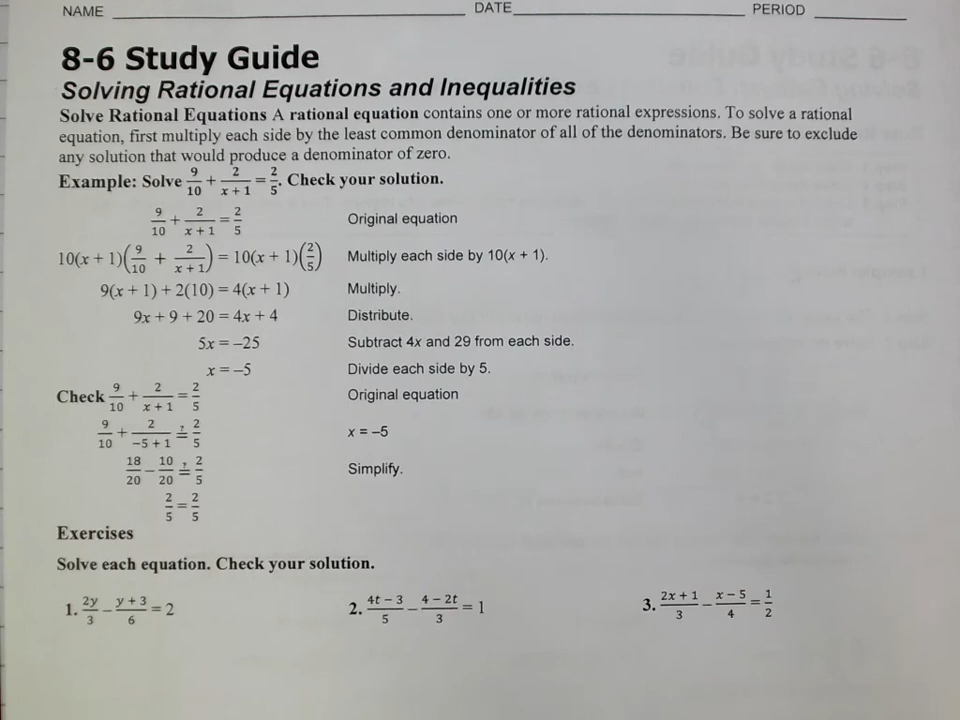 NAME ____ DATE ____ PERIOD ____
8-6 Study Guide
Solving Rational Equations and Inequalities
Solve Rational Equations A rational equation contains one or more rational expressions. To solve a rational
equation, first multiply each side by the least common denominator of all of the denominators. Be sure to exclude
any solution that would produce a denominator of zero.
Example: Solve 9/10 + 2/(x + 1) = 2/5. Check your solution.
9/10 + 2/(x + 1) = 2/5 Original equation
10(x + 1)(9/10 + 2/(x + 1)) = 10(x + 1)(2/5) Multiply each side by 10(x + 1).
9(x + 1) + 2(10) = 4(x + 1) Multiply.
9x + 9 + 20 = 4x + 4 Distribute.
5x = –25 Subtract 4x and 29 from each side.
x = –5 Divide each side by 5.
Check 9/10 + 2/(x + 1) = 2/5 Original equation
9/10 + 2/(–5 + 1) ≟ 2/5 x = –5
18/20 – 10/20 ≟ 2/5 Simplify.
2/5 = 2/5
Exercises
Solve each equation. Check your solution.
1. 2y/3 – (y + 3)/6 = 2 2. (4t – 3)/5 – (4 – 2t)/3 = 1 3. (2x + 1)/3 – (x – 5)/4 = 1/2